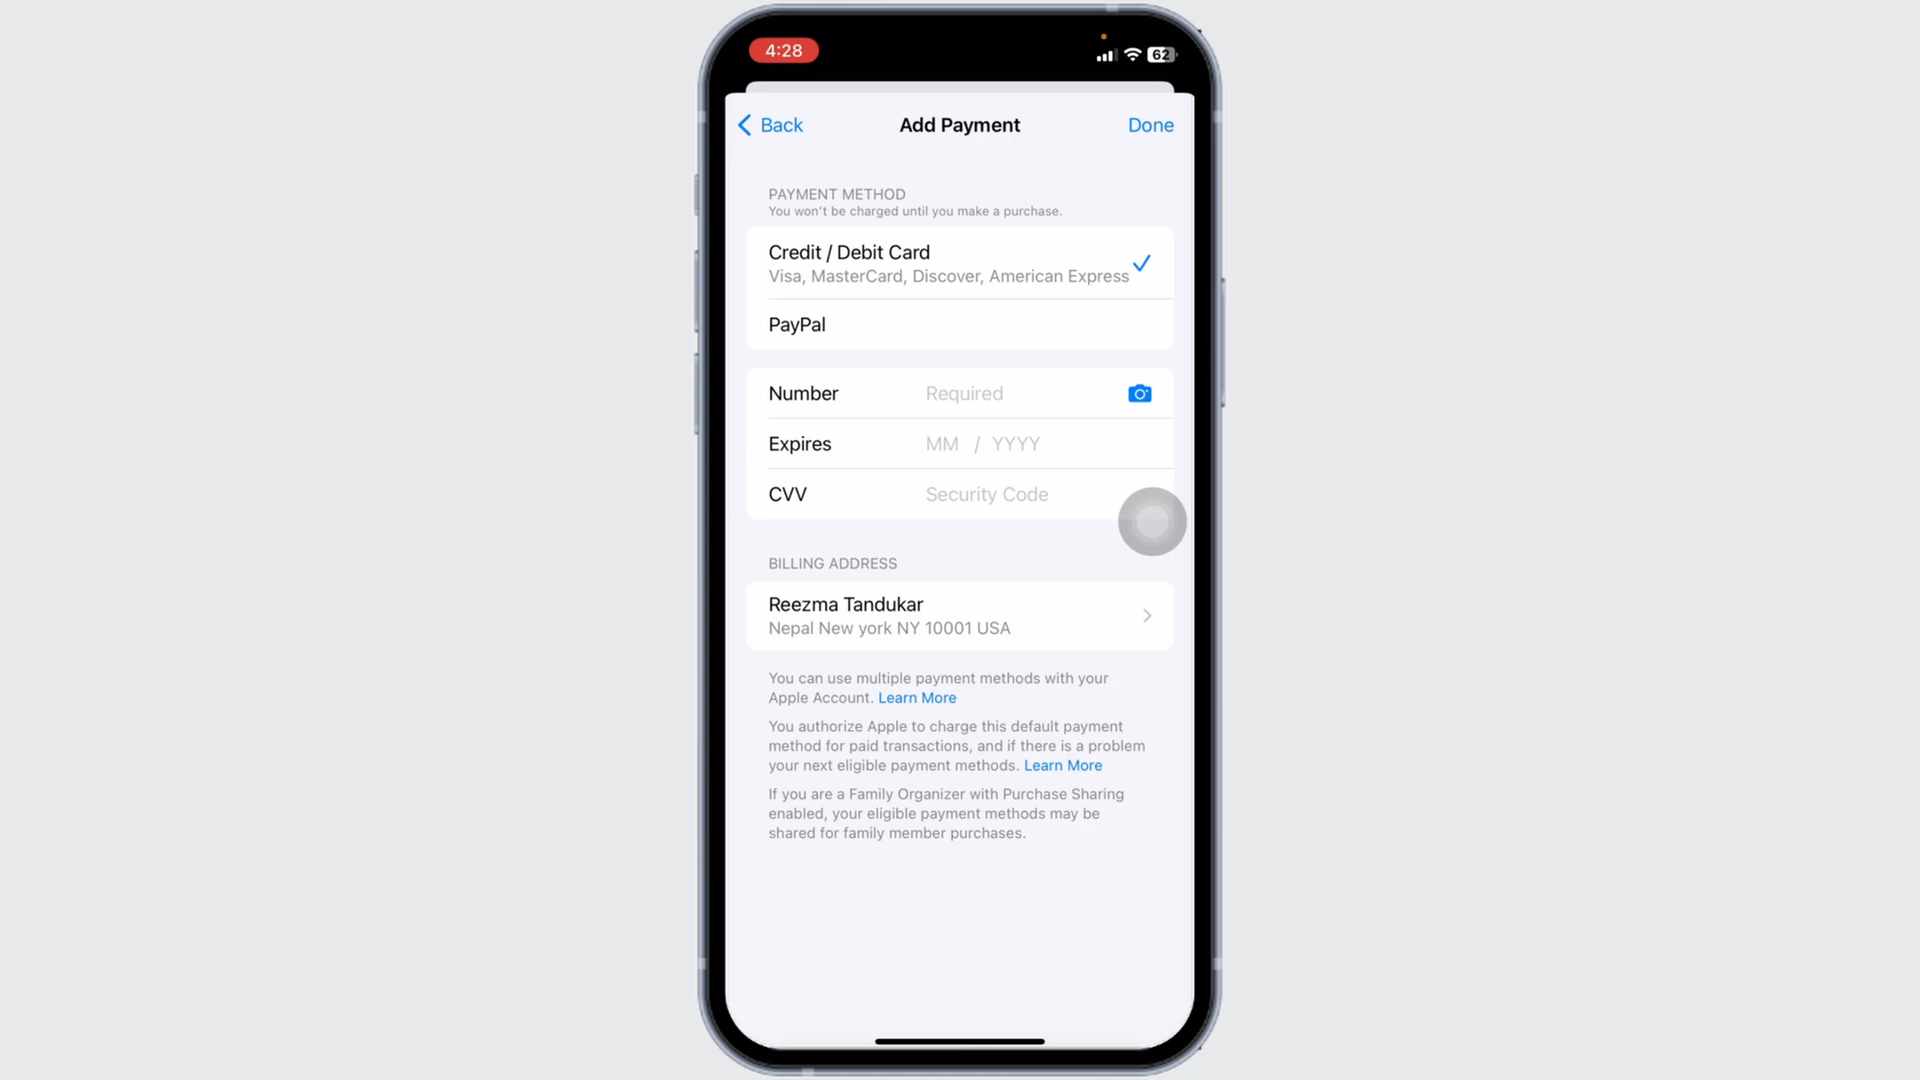 4:28
62
Back
Add Payment
Done
PAYMENT METHOD
You won't be charged until you make a purchase.
Credit / Debit Card
Visa, MasterCard, Discover, American Express
PayPal
Number Required
Expires MM / YYYY
CVV Security Code
BILLING ADDRESS
Reezma Tandukar
Nepal New york NY 10001 USA
You can use multiple payment methods with your
Apple Account. Learn More
You authorize Apple to charge this default payment
method for paid transactions, and if there is a problem
your next eligible payment methods. Learn More
If you are a Family Organizer with Purchase Sharing
enabled, your eligible payment methods may be
shared for family member purchases.